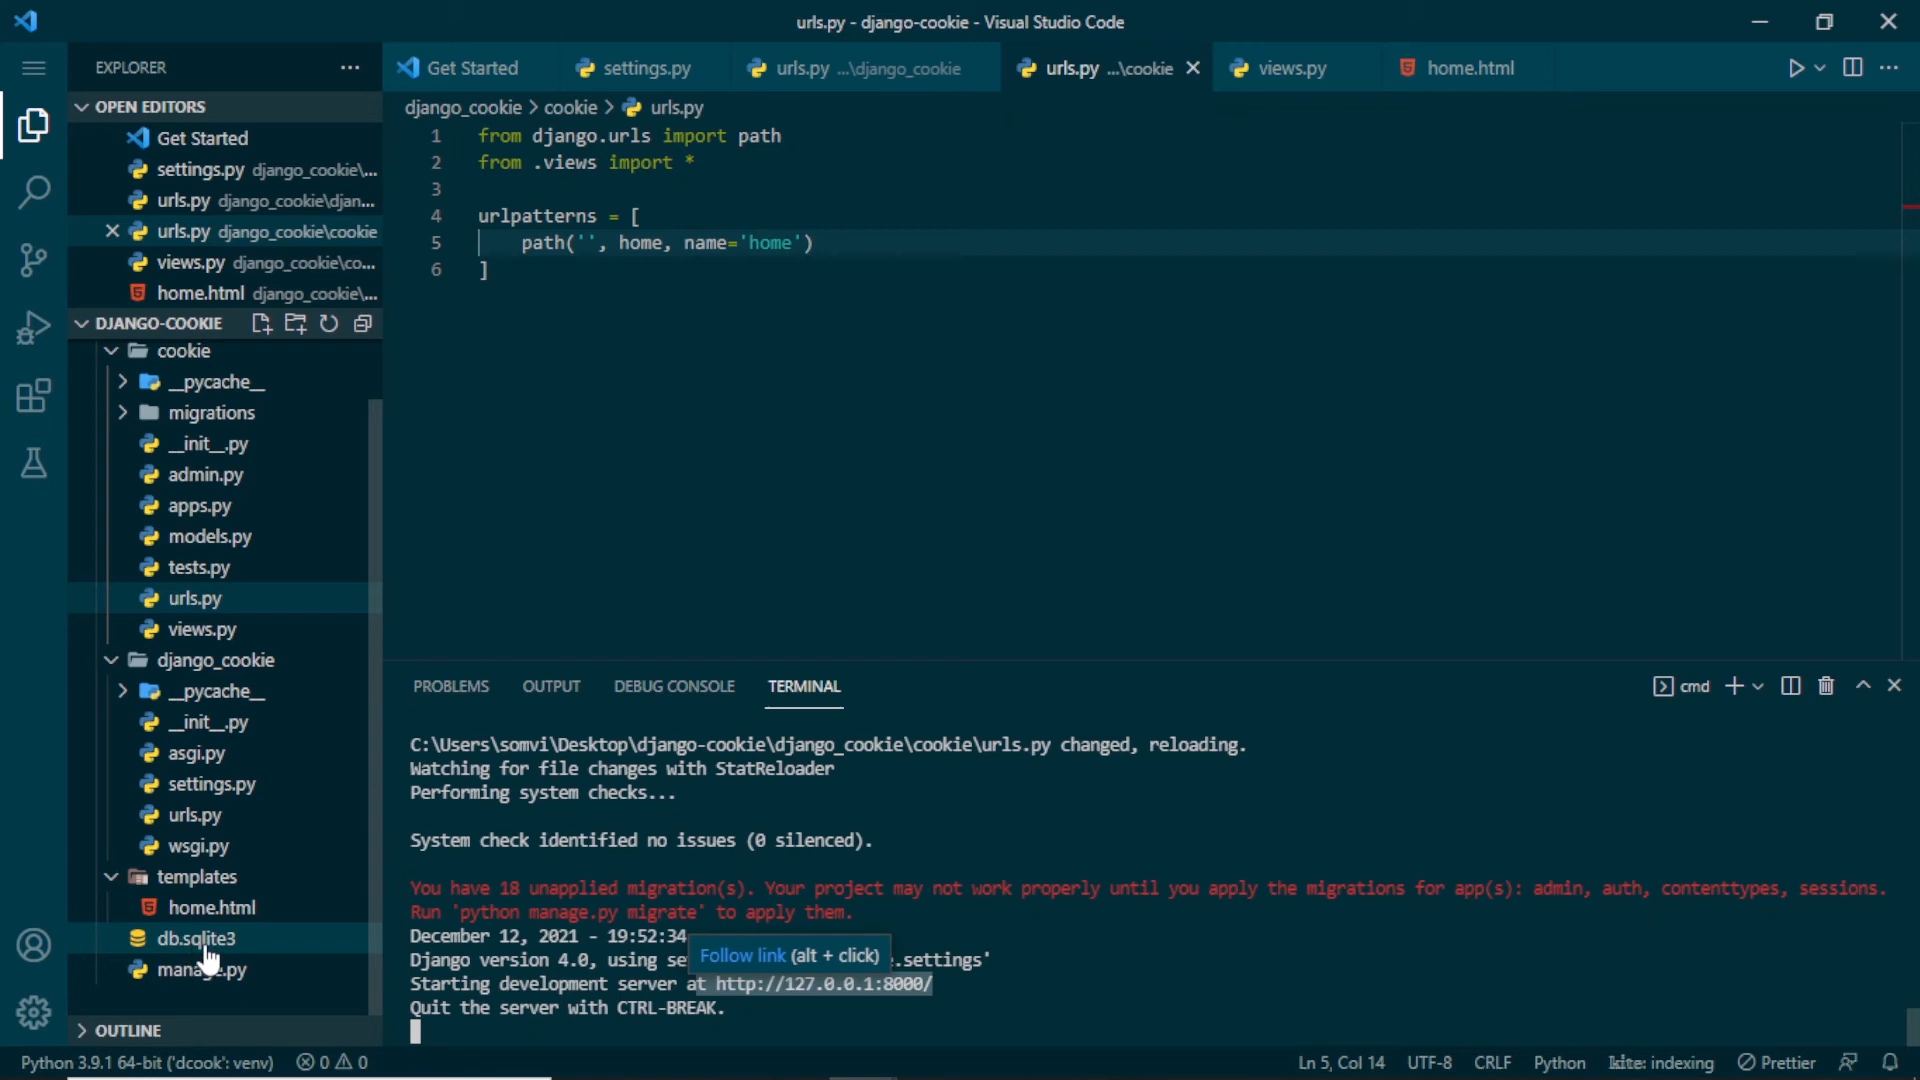 urls.py - django-cookie - Visual Studio Code
EXPLORER
Get Started
settings.py
urls.py ...\django_cookie
urls.py ...\cookie
views.py
home.html
OPEN EDITORS
Get Started
settings.py django_cookie\...
urls.py django_cookie\djan...
urls.py django_cookie\cookie
views.py django_cookie\co...
home.html django_cookie\...
DJANGO-COOKIE
cookie
__pycache__
migrations
__init__.py
admin.py
apps.py
models.py
tests.py
urls.py
views.py
django_cookie
__pycache__
__init__.py
asgi.py
settings.py
urls.py
wsgi.py
templates
home.html
db.sqlite3
manage.py
OUTLINE
django_cookie > cookie > urls.py
1 from django.urls import path
2 from .views import *
3
4 urlpatterns = [
5 path('', home, name='home')
6 ]
PROBLEMS OUTPUT DEBUG CONSOLE TERMINAL
cmd
C:\Users\somvi\Desktop\django-cookie\django_cookie\cookie\urls.py changed, reloading.
Watching for file changes with StatReloader
Performing system checks...
System check identified no issues (0 silenced).
You have 18 unapplied migration(s). Your project may not work properly until you apply the migrations for app(s): admin, auth, contenttypes, sessions.
Run 'python manage.py migrate' to apply them.
December 12, 2021 - 19:52:34
Follow link (alt + click)
Django version 4.0, using se .settings'
Starting development server at http://127.0.0.1:8000/
Quit the server with CTRL-BREAK.
Python 3.9.1 64-bit ('dcook': venv) 0 0
Ln 5, Col 14 UTF-8 CRLF Python kite: indexing Prettier